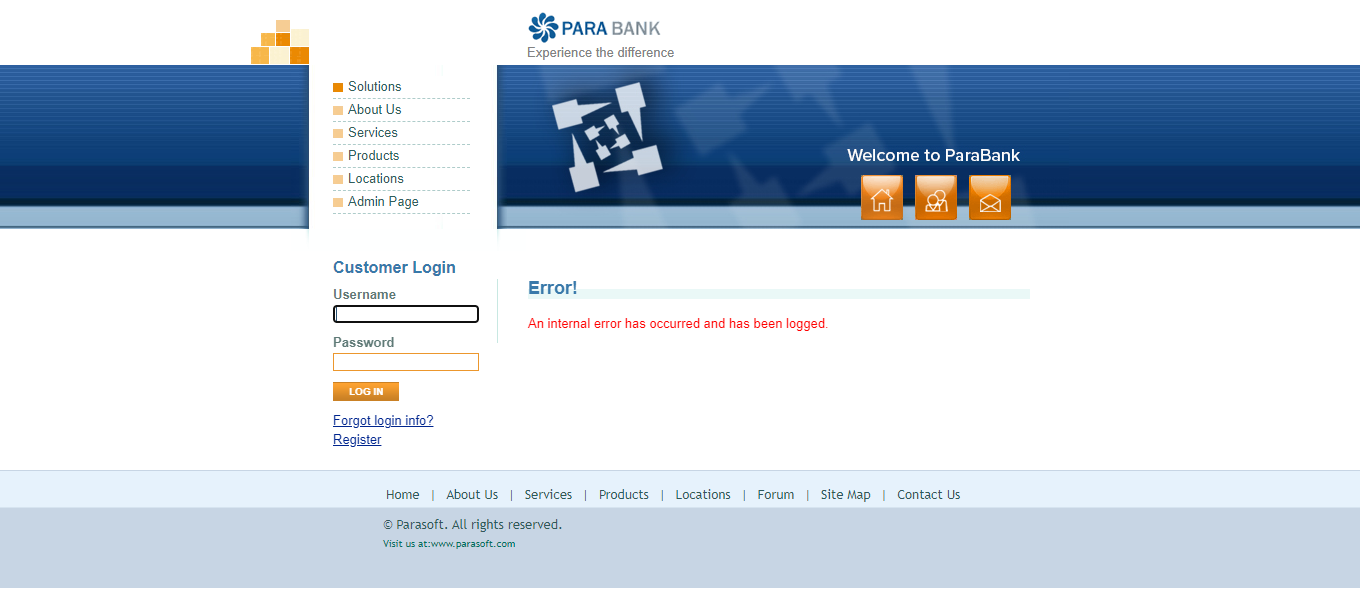 PARA BANK
Experience the difference
Solutions
About Us
Services
Products
Locations
Admin Page
Welcome to ParaBank
Customer Login
Username
Password
LOG IN
Forgot login info?
Register
Error!
An internal error has occurred and has been logged.
Home | About Us | Services | Products | Locations | Forum | Site Map | Contact Us
© Parasoft. All rights reserved.
Visit us at:www.parasoft.com